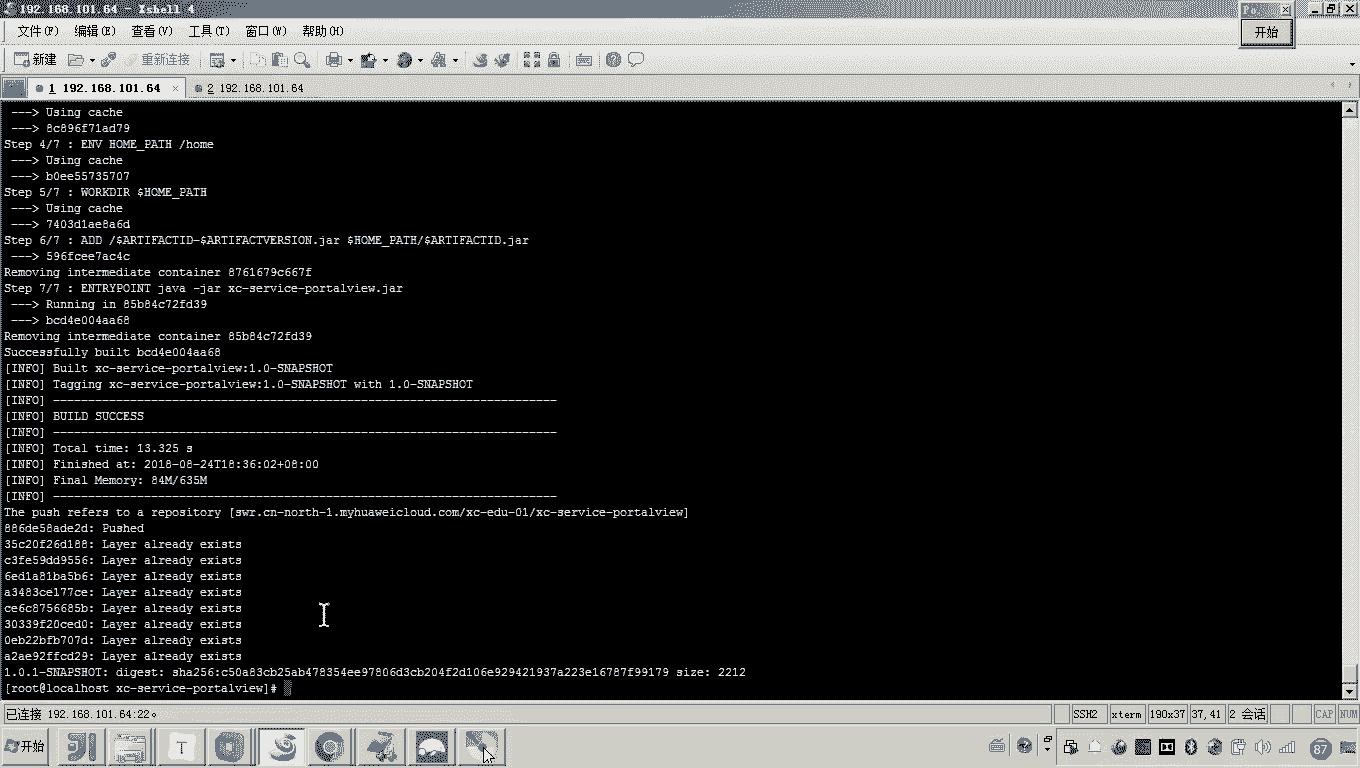 192.168.101.64 - Xshell 4
文件(F) 编辑(E) 查看(V) 工具(T) 窗口(W) 帮助(H)
开始
新建 重新连接
1 192.168.101.64 × 2 192.168.101.64
---> Using cache
---> 8c896f71ad79
Step 4/7 : ENV HOME_PATH /home
---> Using cache
---> b0ee55735707
Step 5/7 : WORKDIR $HOME_PATH
---> Using cache
---> 7403d1ae8a6d
Step 6/7 : ADD /$ARTIFACTID-$ARTIFACTVERSION.jar $HOME_PATH/$ARTIFACTID.jar
---> 596fcee7ac4c
Removing intermediate container 8761679c667f
Step 7/7 : ENTRYPOINT java -jar xc-service-portalview.jar
---> Running in 85b84c72fd39
---> bcd4e004aa68
Removing intermediate container 85b84c72fd39
Successfully built bcd4e004aa68
[INFO] Built xc-service-portalview:1.0-SNAPSHOT
[INFO] Tagging xc-service-portalview:1.0-SNAPSHOT with 1.0-SNAPSHOT
[INFO] ------------------------------------------------------------------------
[INFO] BUILD SUCCESS
[INFO] ------------------------------------------------------------------------
[INFO] Total time: 13.325 s
[INFO] Finished at: 2018-08-24T18:36:02+08:00
[INFO] Final Memory: 84M/635M
[INFO] ------------------------------------------------------------------------
The push refers to a repository [swr.cn-north-1.myhuaweicloud.com/xc-edu-01/xc-service-portalview]
886de58ade2d: Pushed
35c20f26d188: Layer already exists
c3fe59dd9556: Layer already exists
6ed1a81ba5b6: Layer already exists
a3483ce177ce: Layer already exists
ce6c8756685b: Layer already exists
30339f20ced0: Layer already exists
0eb22bfb707d: Layer already exists
a2ae92ffcd29: Layer already exists
1.0.1-SNAPSHOT: digest: sha256:c50a83cb25ab478354ee97806d3cb204f2d106e929421937a223e16787f99179 size: 2212
[root@localhost xc-service-portalview]#
已连接 192.168.101.64:22。 SSH2 xterm 190x37 37,41 2 会话 CAP NUM
开始 T 87